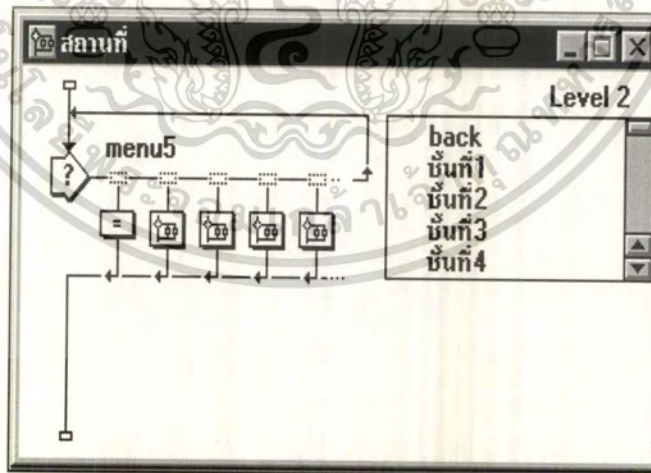 สถานที่
Level 2
menu5
?
=
back
ชั้นที่1
ชั้นที่2
ชั้นที่3
ชั้นที่4